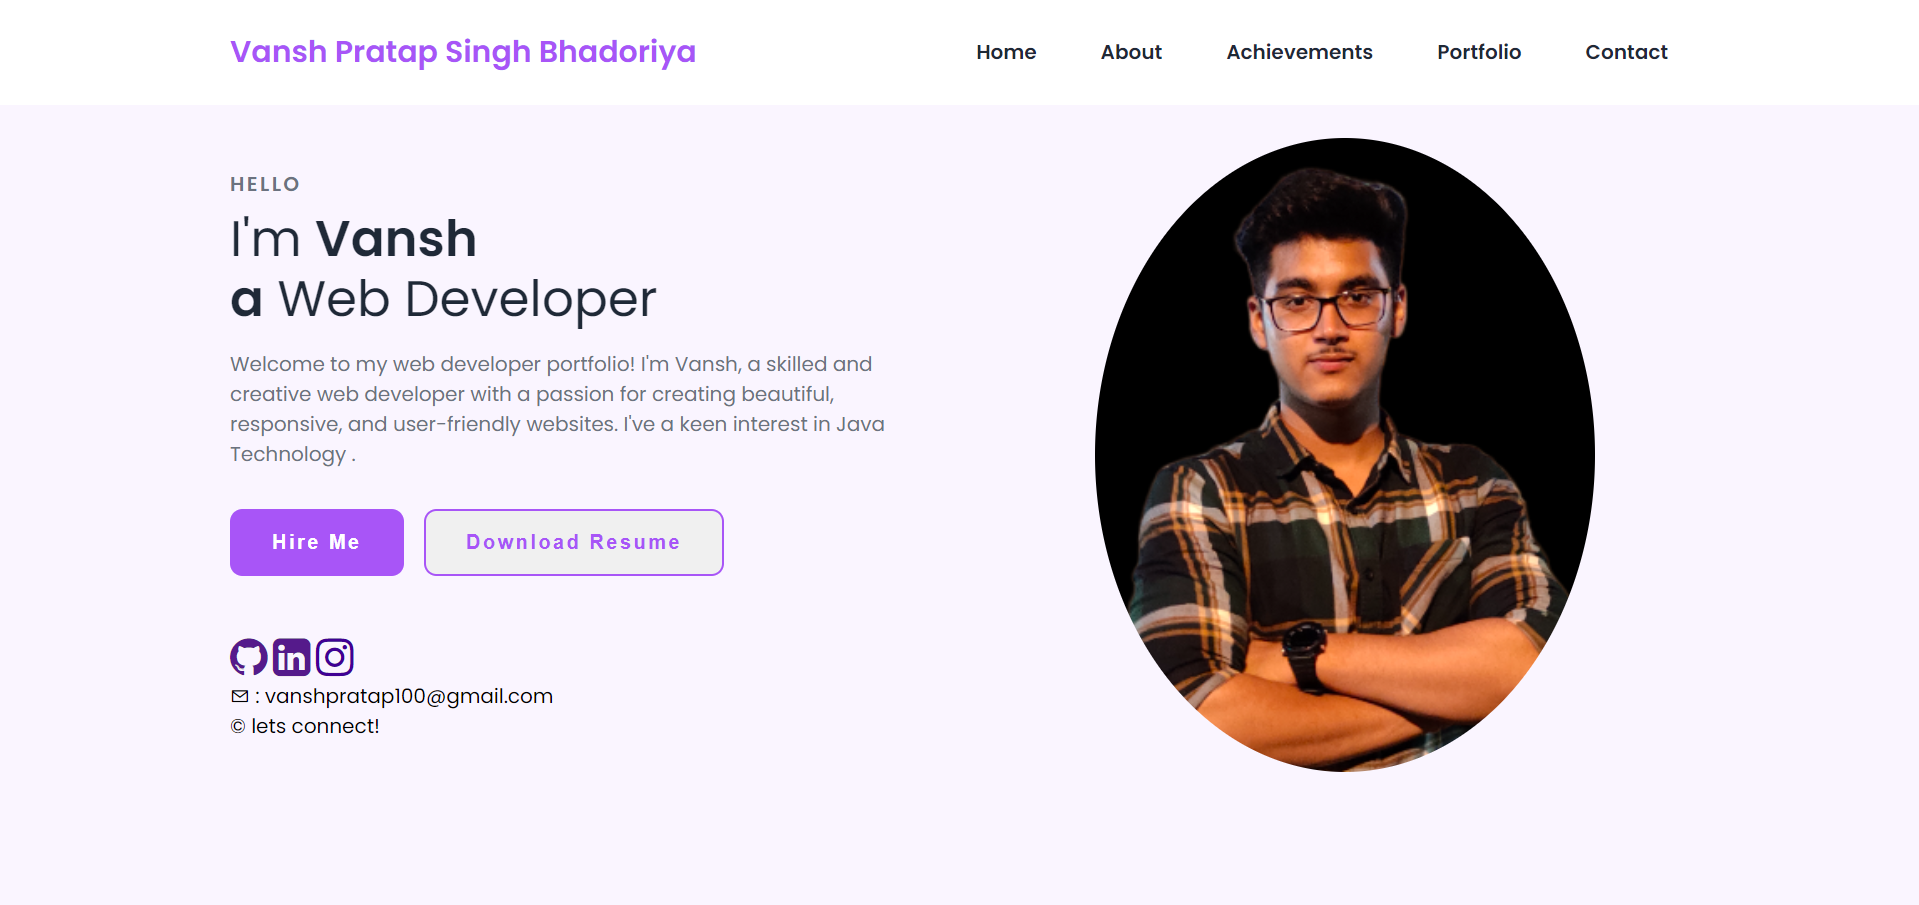 Vansh Pratap Singh Bhadoriya
Home About Achievements Portfolio Contact
HELLO
I'm Vansh
a Web Developer
Welcome to my web developer portfolio! I'm Vansh, a skilled and
creative web developer with a passion for creating beautiful,
responsive, and user-friendly websites. I've a keen interest in Java
Technology .
Hire Me
Download Resume
in
: vanshpratap100@gmail.com
© lets connect!